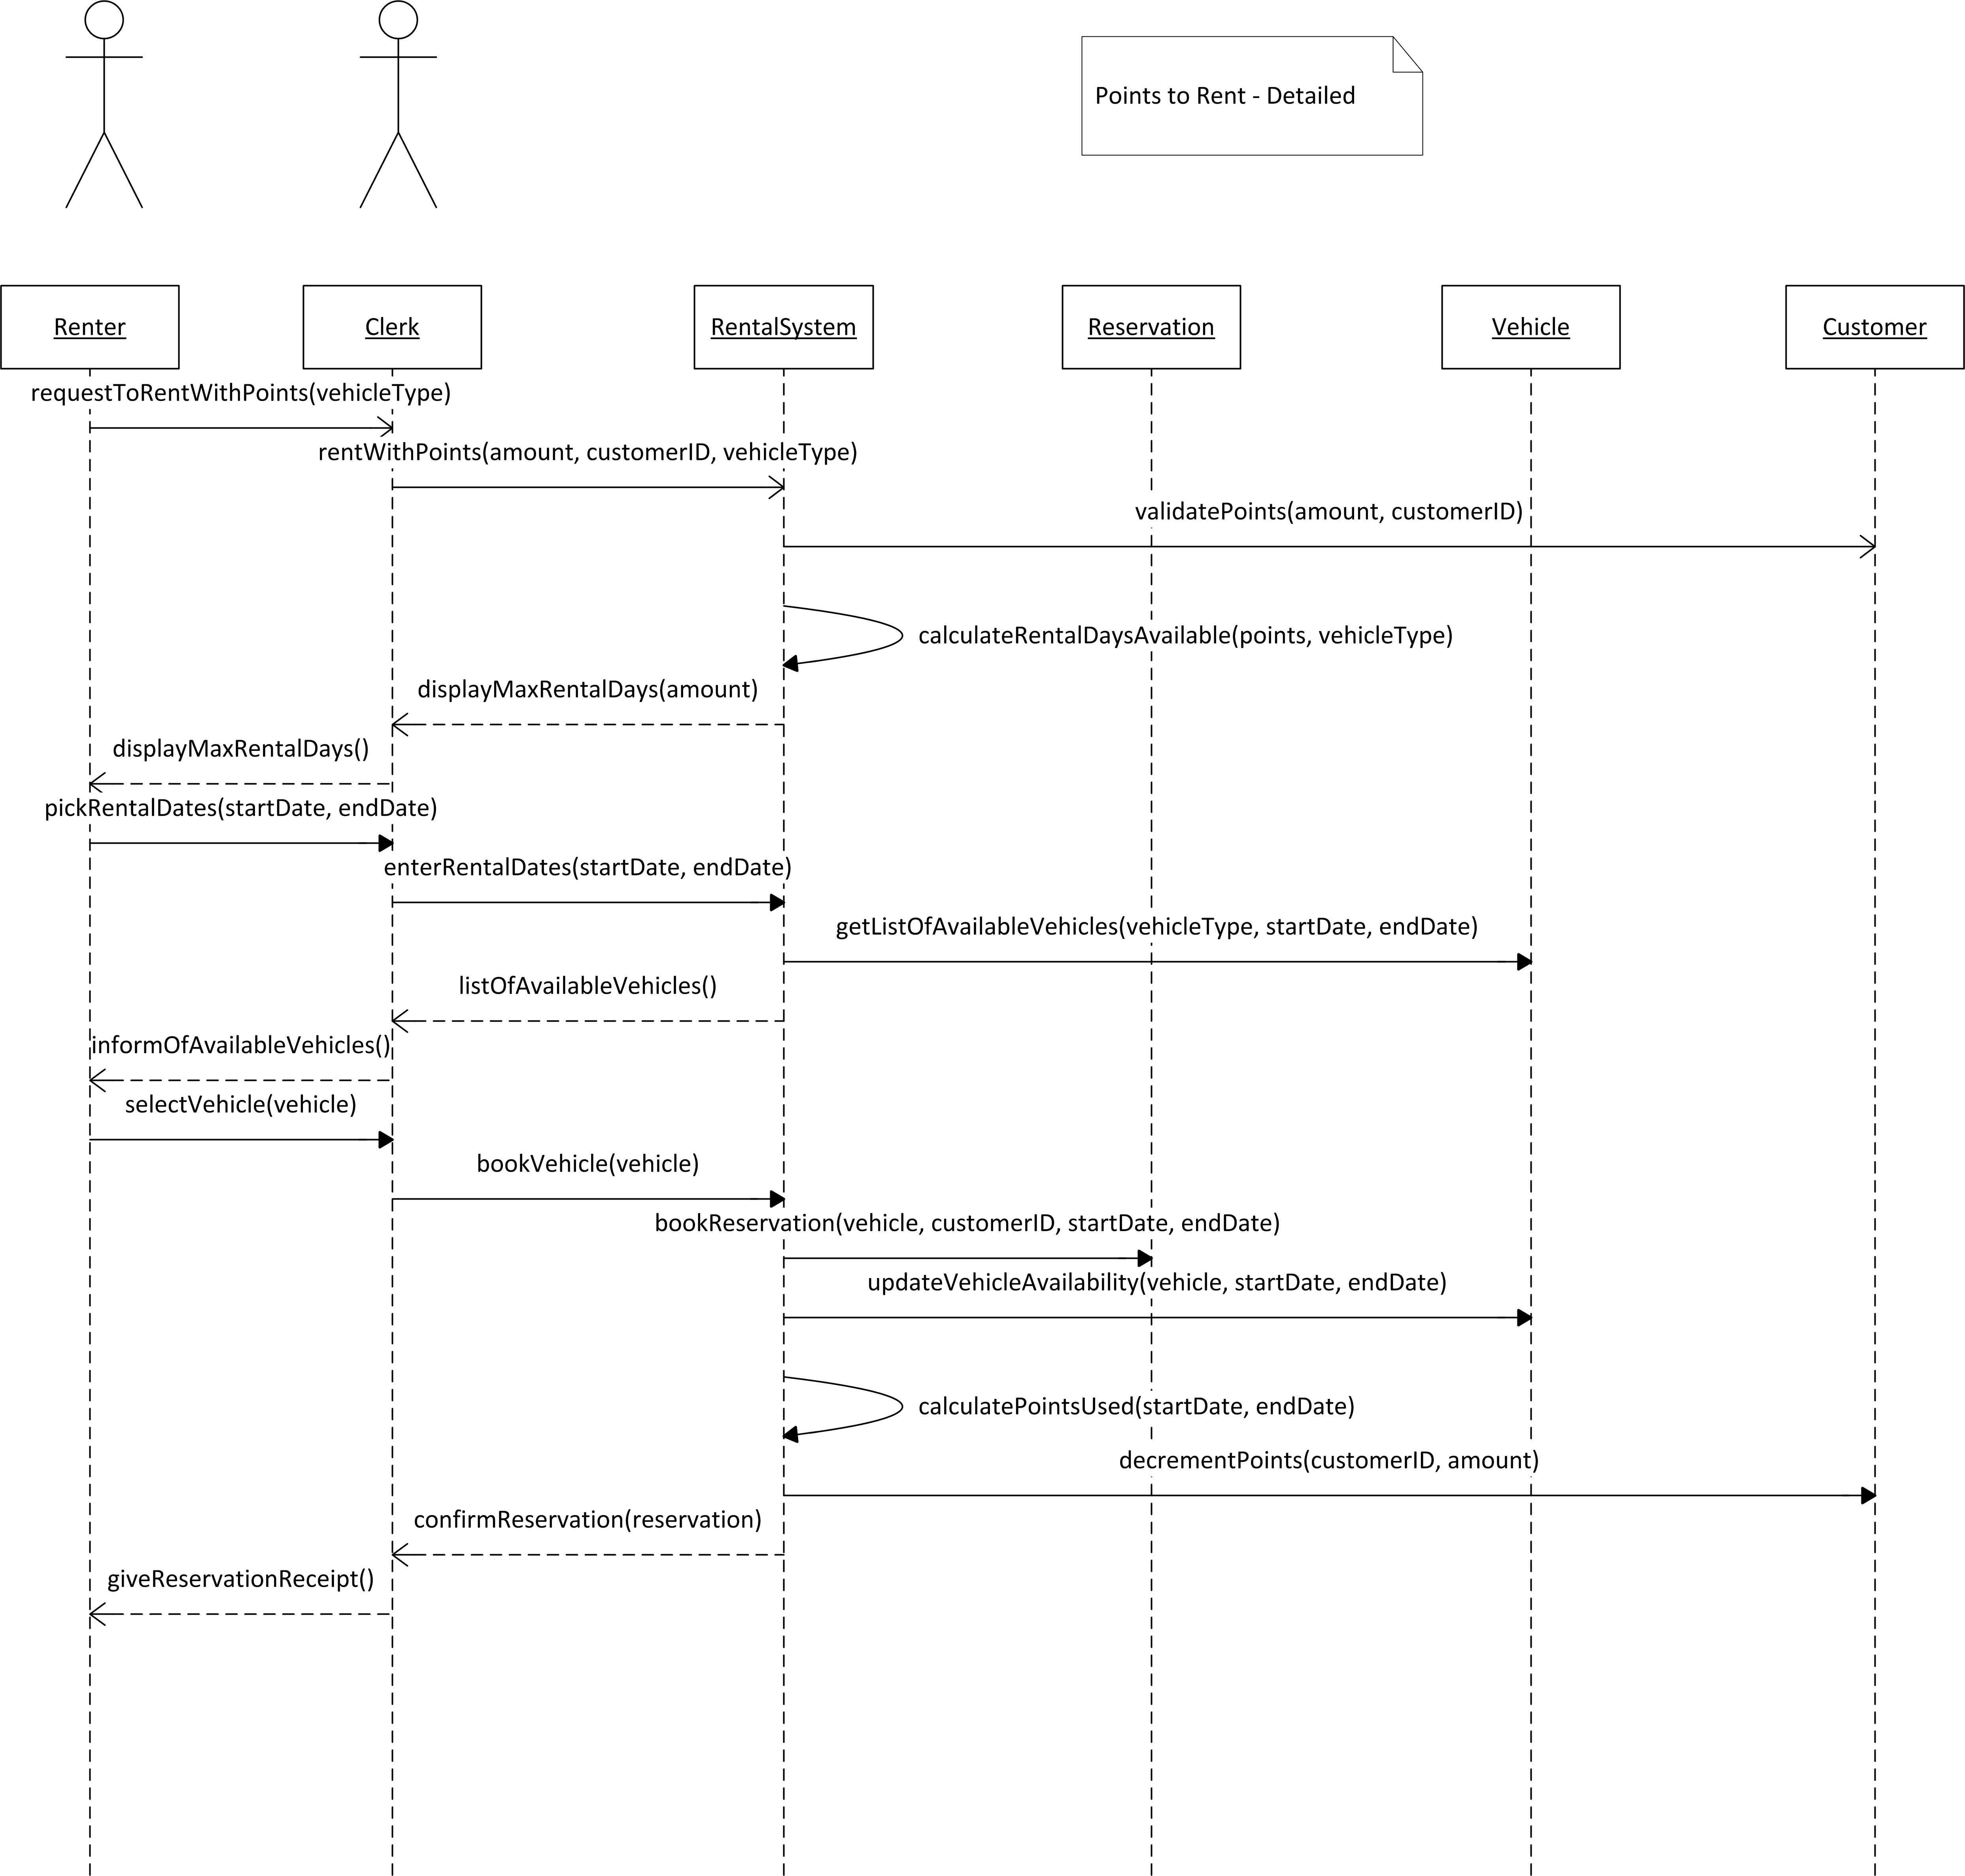 Points to Rent - Detailed
Renter
Clerk
RentalSystem
Reservation
Vehicle
Customer
requestToRentWithPoints(vehicleType)
rentWithPoints(amount, customerID, vehicleType)
validatePoints(amount, customerID)
calculateRentalDaysAvailable(points, vehicleType)
displayMaxRentalDays(amount)
displayMaxRentalDays()
pickRentalDates(startDate, endDate)
enterRentalDates(startDate, endDate)
getListOfAvailableVehicles(vehicleType, startDate, endDate)
listOfAvailableVehicles()
informOfAvailableVehicles()
selectVehicle(vehicle)
bookVehicle(vehicle)
bookReservation(vehicle, customerID, startDate, endDate)
updateVehicleAvailability(vehicle, startDate, endDate)
calculatePointsUsed(startDate, endDate)
decrementPoints(customerID, amount)
confirmReservation(reservation)
giveReservationReceipt()